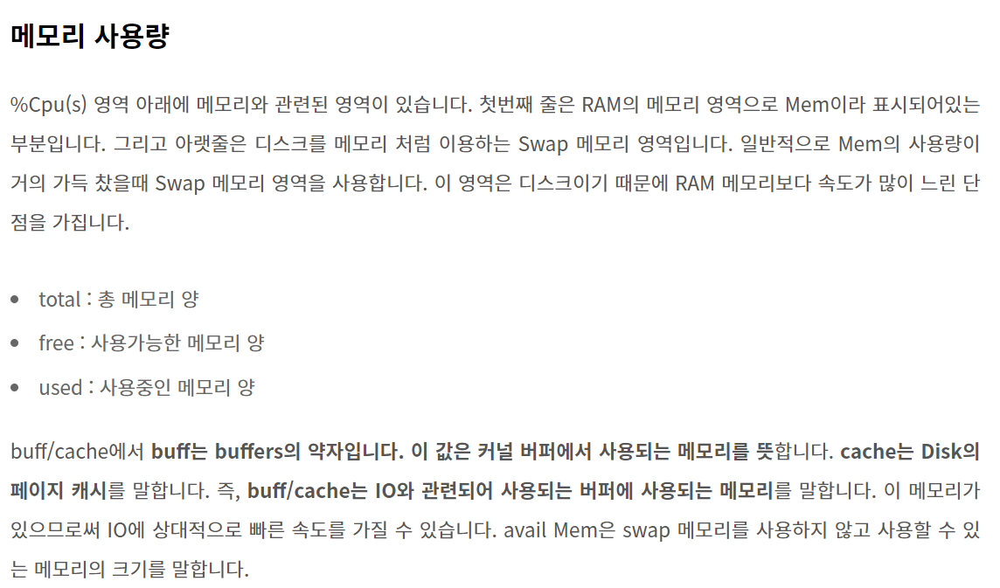 메모리 사용량
%Cpu(s) 영역 아래에 메모리와 관련된 영역이 있습니다. 첫번째 줄은 RAM의 메모리 영역으로 Mem이라 표시되어있는
부분입니다. 그리고 아랫줄은 디스크를 메모리 처럼 이용하는 Swap 메모리 영역입니다. 일반적으로 Mem의 사용량이
거의 가득 찼을때 Swap 메모리 영역을 사용합니다. 이 영역은 디스크이기 때문에 RAM 메모리보다 속도가 많이 느린 단
점을 가집니다.
• total : 총 메모리 양
• free : 사용가능한 메모리 양
• used : 사용중인 메모리 양
buff/cache에서 buff는 buffers의 약자입니다. 이 값은 커널 버퍼에서 사용되는 메모리를 뜻합니다. cache는 Disk의
페이지 캐시를 말합니다. 즉, buff/cache는 IO와 관련되어 사용되는 버퍼에 사용되는 메모리를 말합니다. 이 메모리가
있으므로써 IO에 상대적으로 빠른 속도를 가질 수 있습니다. avail Mem은 swap 메모리를 사용하지 않고 사용할 수 있
는 메모리의 크기를 말합니다.